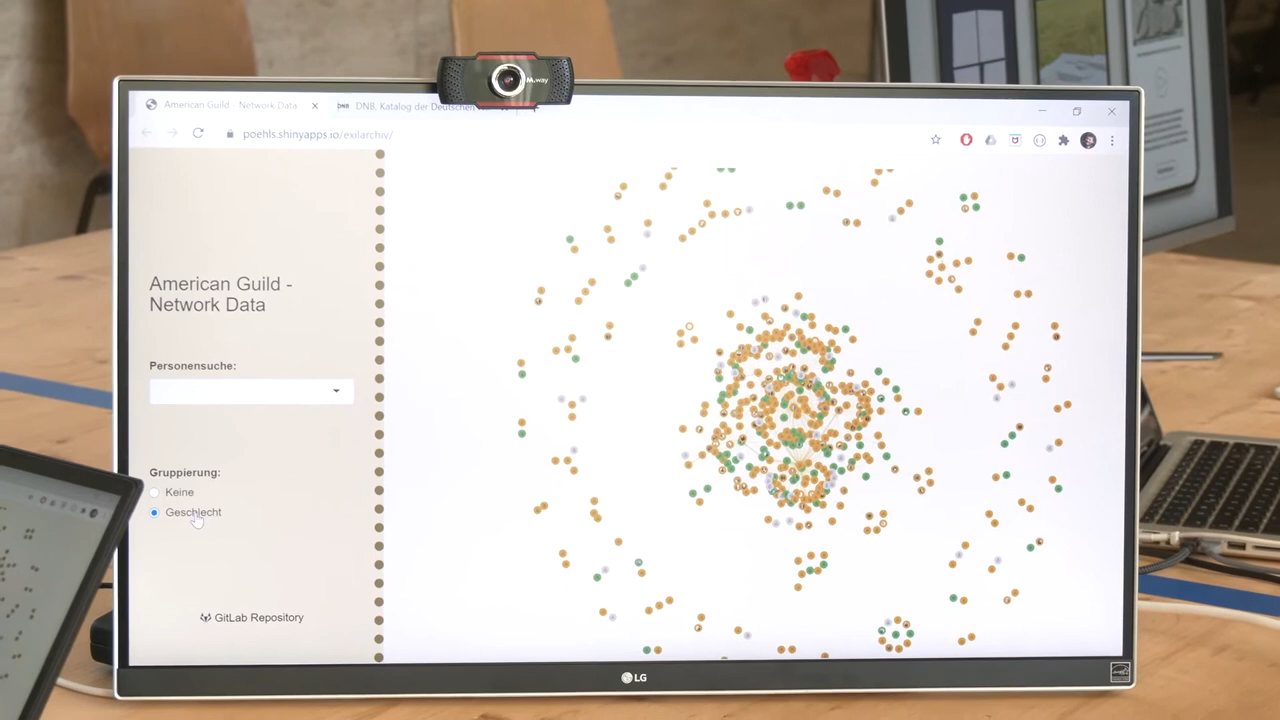 M.way
American Guild - Network Data
DNB, Katalog der Deutschen
poehls.shinyapps.io/exilarchiv/
American Guild -
Network Data
Personensuche:
Gruppierung:
Keine
Geschlecht
GitLab Repository
LG